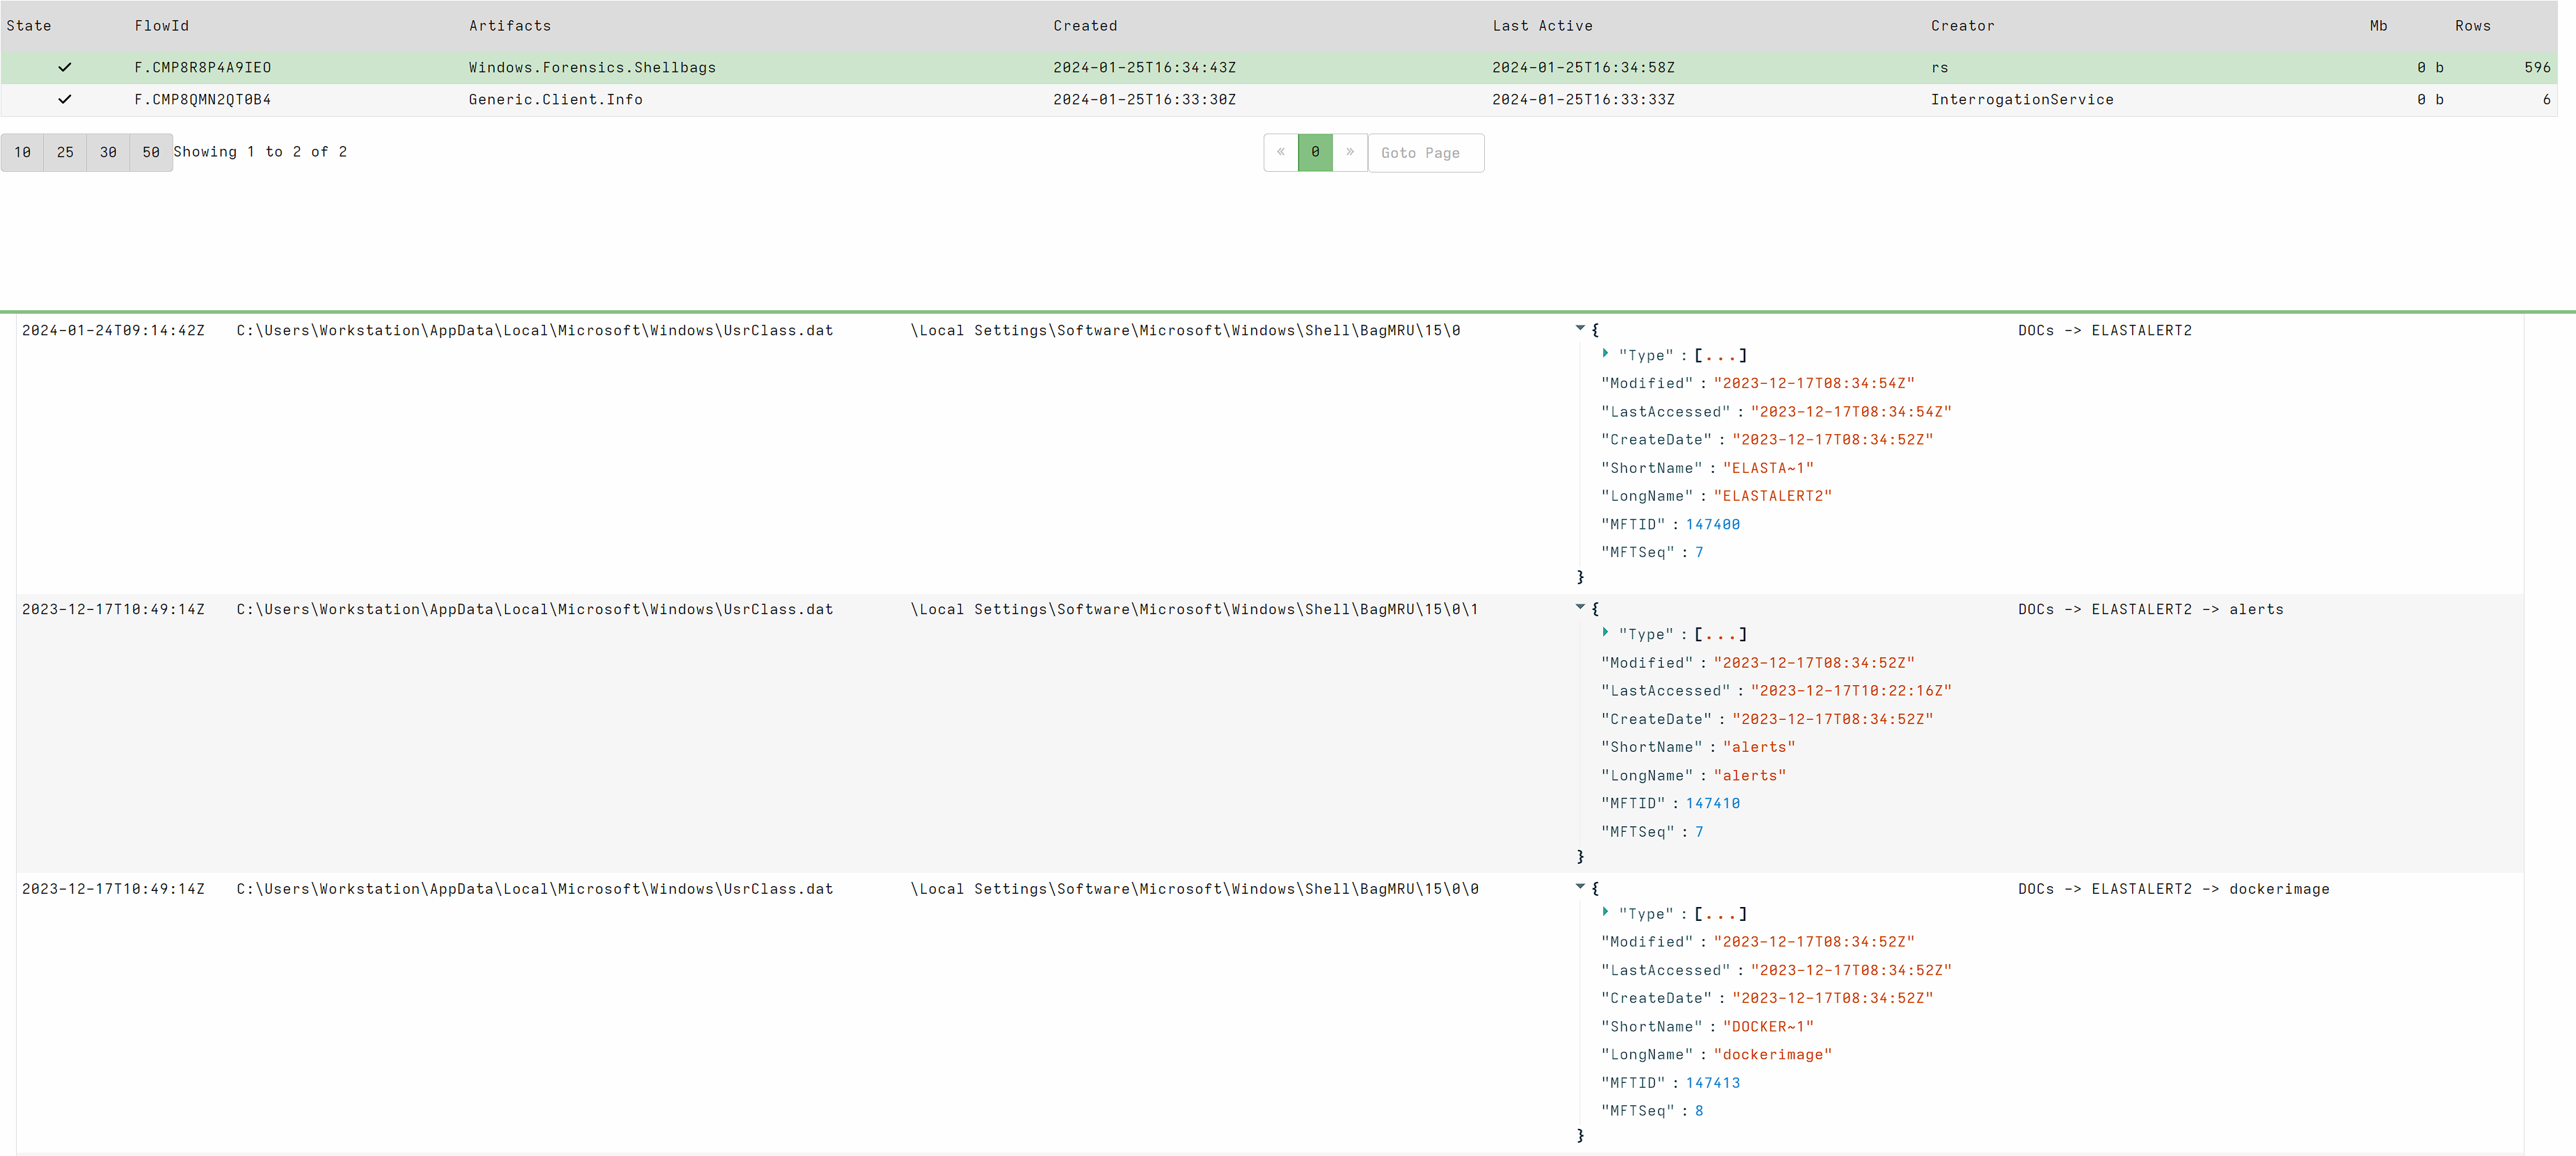 State FlowId Artifacts Created Last Active Creator Mb Rows
F.CMP8R8P4A9IEO Windows.Forensics.Shellbags 2024-01-25T16:34:43Z 2024-01-25T16:34:58Z rs 0 b 596
F.CMP8QMN2QT0B4 Generic.Client.Info 2024-01-25T16:33:30Z 2024-01-25T16:33:33Z InterrogationService 0 b 6
10 25 30 50 Showing 1 to 2 of 2 « 0 » Goto Page
2024-01-24T09:14:42Z C:\Users\Workstation\AppData\Local\Microsoft\Windows\UsrClass.dat \Local Settings\Software\Microsoft\Windows\Shell\BagMRU\15\0 { DOCs -> ELASTALERT2
"Type" : [...]
"Modified" : "2023-12-17T08:34:54Z"
"LastAccessed" : "2023-12-17T08:34:54Z"
"CreateDate" : "2023-12-17T08:34:52Z"
"ShortName" : "ELASTA~1"
"LongName" : "ELASTALERT2"
"MFTID" : 147400
"MFTSeq" : 7
}
2023-12-17T10:49:14Z C:\Users\Workstation\AppData\Local\Microsoft\Windows\UsrClass.dat \Local Settings\Software\Microsoft\Windows\Shell\BagMRU\15\0\1 { DOCs -> ELASTALERT2 -> alerts
"Type" : [...]
"Modified" : "2023-12-17T08:34:52Z"
"LastAccessed" : "2023-12-17T10:22:16Z"
"CreateDate" : "2023-12-17T08:34:52Z"
"ShortName" : "alerts"
"LongName" : "alerts"
"MFTID" : 147410
"MFTSeq" : 7
}
2023-12-17T10:49:14Z C:\Users\Workstation\AppData\Local\Microsoft\Windows\UsrClass.dat \Local Settings\Software\Microsoft\Windows\Shell\BagMRU\15\0\0 { DOCs -> ELASTALERT2 -> dockerimage
"Type" : [...]
"Modified" : "2023-12-17T08:34:52Z"
"LastAccessed" : "2023-12-17T08:34:52Z"
"CreateDate" : "2023-12-17T08:34:52Z"
"ShortName" : "DOCKER~1"
"LongName" : "dockerimage"
"MFTID" : 147413
"MFTSeq" : 8
}